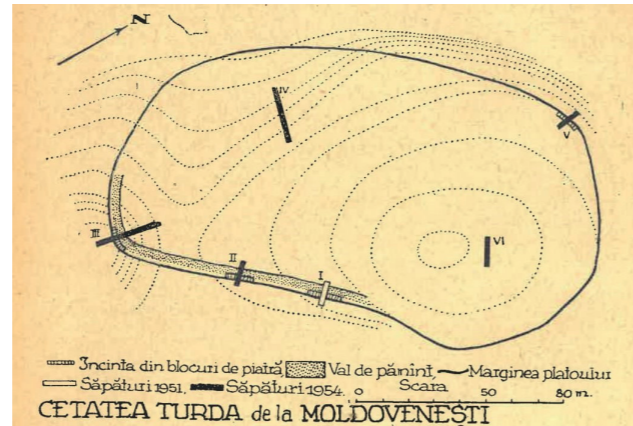 N
IV
V
III
VI
II
I
Incinta din blocuri de piatră Val de pămînt Marginea platoului
Săpături 1951. Săpături 1954. Scara 0 50 80 m.
CETATEA TURDA de la MOLDOVENEȘTI